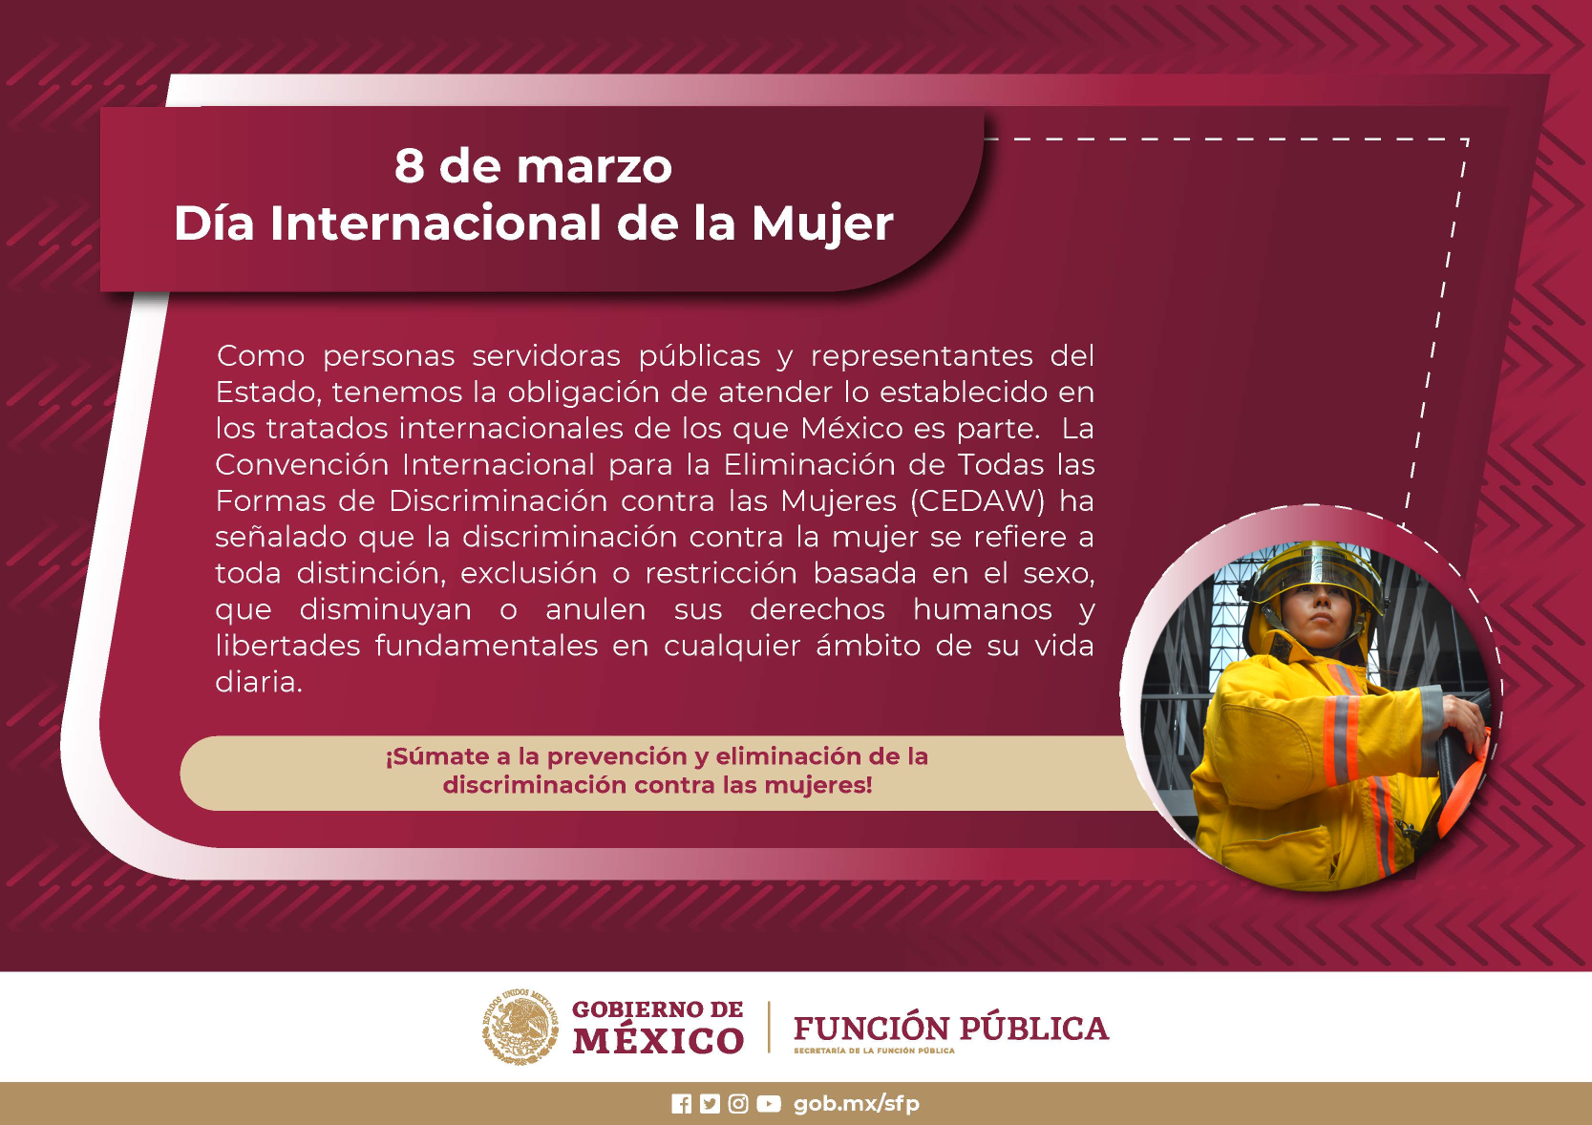 8 de marzo
Día Internacional de la Mujer
Como personas servidoras públicas y representantes del
Estado, tenemos la obligación de atender lo establecido en
los tratados internacionales de los que México es parte. La
Convención Internacional para la Eliminación de Todas las
Formas de Discriminación contra las Mujeres (CEDAW) ha
señalado que la discriminación contra la mujer se refiere a
toda distinción, exclusión o restricción basada en el sexo,
que disminuyan o anulen sus derechos humanos y
libertades fundamentales en cualquier ámbito de su vida
diaria.
¡Súmate a la prevención y eliminación de la
discriminación contra las mujeres!
ESTADOS UNIDOS MEXICANOS
GOBIERNO DE
MÉXICO
FUNCIÓN PÚBLICA
SECRETARÍA DE LA FUNCIÓN PÚBLICA
gob.mx/sfp